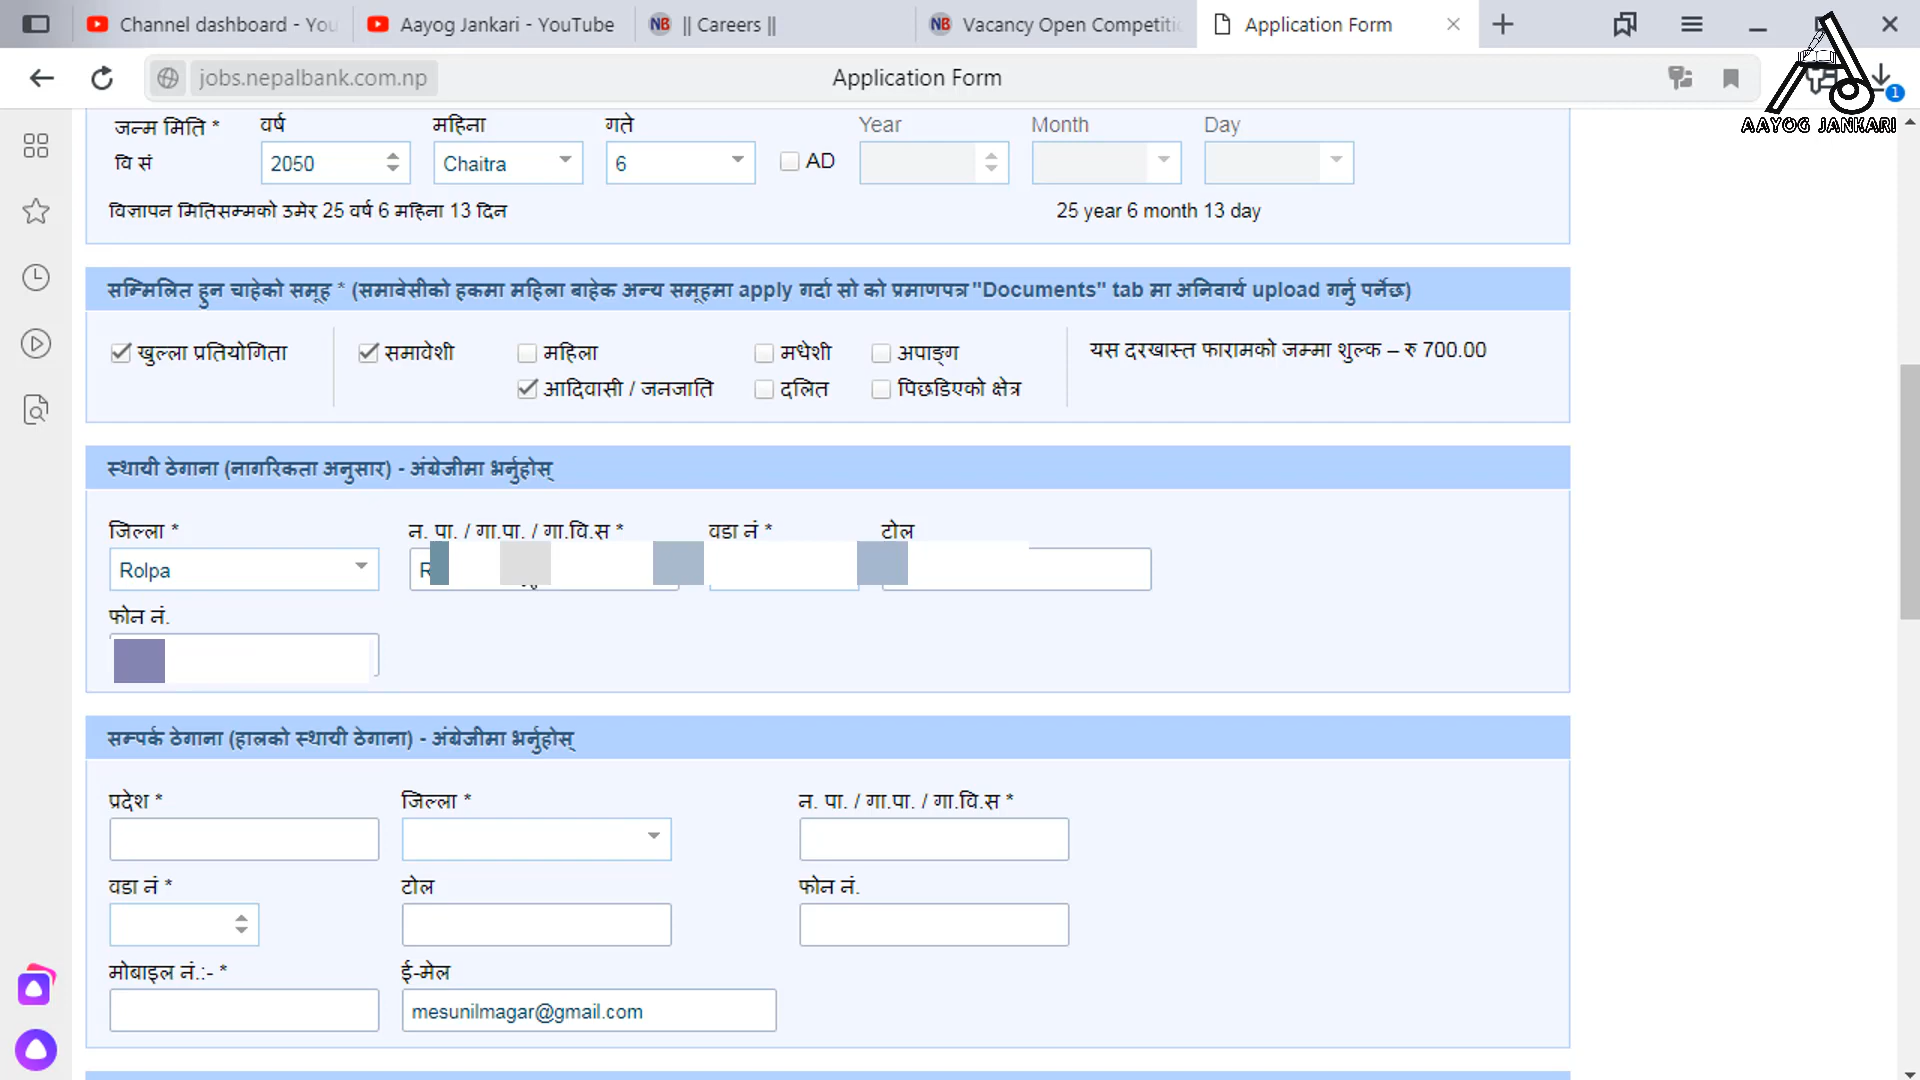 Channel dashboard - You
Aayog Jankari - YouTube
NB || Careers ||
NB Vacancy Open Competiti
Application Form
jobs.nepalbank.com.np
Application Form
1
AAYOG JANKARI
जन्म मिति * वर्ष महिना गते Year Month Day
वि सं 2050 Chaitra 6 AD
विज्ञापन मितिसम्मको उमेर 25 वर्ष 6 महिना 13 दिन 25 year 6 month 13 day
सम्मिलित हुन चाहेको समूह * (समावेसीको हकमा महिला बाहेक अन्य समूहमा apply गर्दा सो को प्रमाणपत्र "Documents" tab मा अनिवार्य upload गर्नु पर्नेछ)
खुल्ला प्रतियोगिता समावेशी महिला मधेशी अपाङ्ग यस दरखास्त फारामको जम्मा शुल्क – रु 700.00
आदिवासी / जनजाति दलित पिछडिएको क्षेत्र
स्थायी ठेगाना (नागरिकता अनुसार) - अंग्रेजीमा भर्नुहोस्
जिल्ला * न. पा. / गा.पा. / गा.वि.स * वडा नं * टोल
Rolpa
फोन नं.
सम्पर्क ठेगाना (हालको स्थायी ठेगाना) - अंग्रेजीमा भर्नुहोस्
प्रदेश * जिल्ला * न. पा. / गा.पा. / गा.वि.स *
वडा नं * टोल फोन नं.
मोबाइल नं.:- * ई-मेल
mesunilmagar@gmail.com